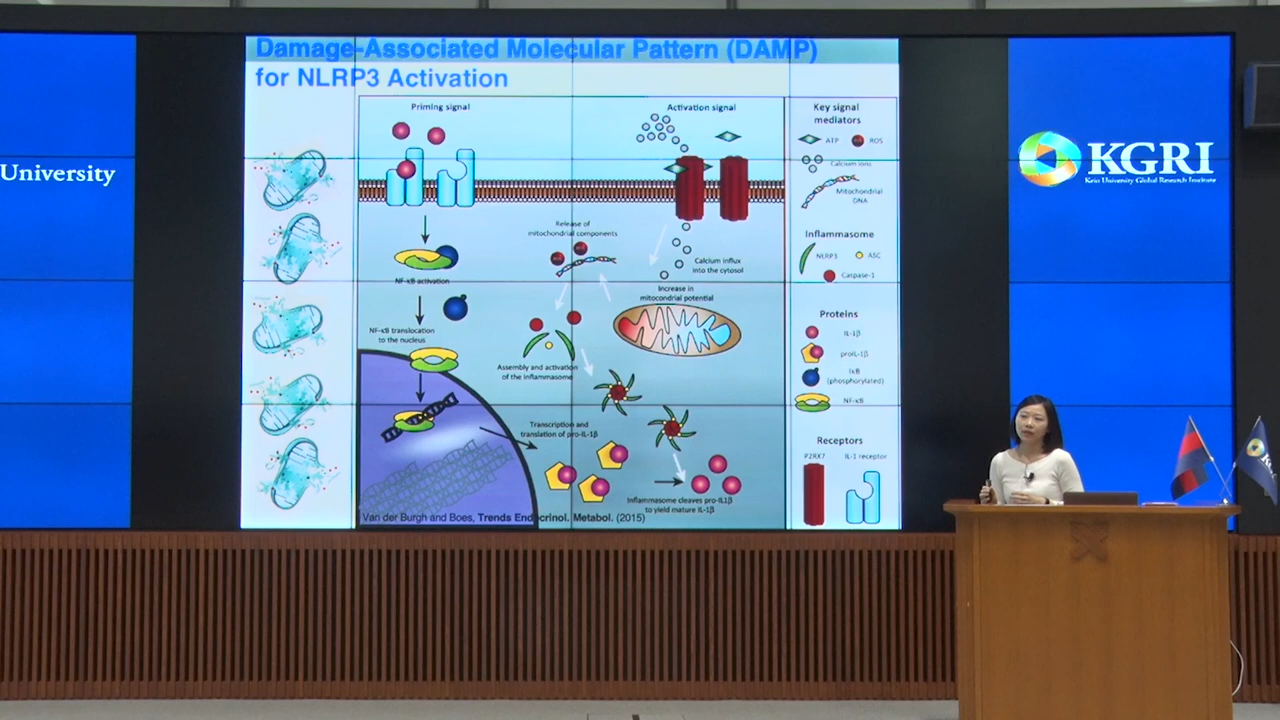 University
Damage-Associated Molecular Pattern (DAMP)
for NLRP3 Activation
Priming signal
Activation signal
Release of
mitochondrial components
NF-κB activation
Calcium influx
into the cytosol
Increase in
mitocondrial potential
NF-κB translocation
to the nucleus
Assembly and activation
of the inflammasome
Transcription and
translation of pro-IL-1β
Inflammasome cleaves pro-IL1β
to yield mature IL-1β
Van der Burgh and Boes, Trends Endocrinol. Metabol. (2015)
Key signal
mediators
ATP
ROS
Calcium ions
Mitochondrial
DNA
Inflammasome
NLRP3
ASC
Caspase-1
Proteins
IL-1β
proIL-1β
IκB
(phosphorylated)
NF-κB
Receptors
P2RX7
IL-1 receptor
KGRI
Keio University Global Research Institute